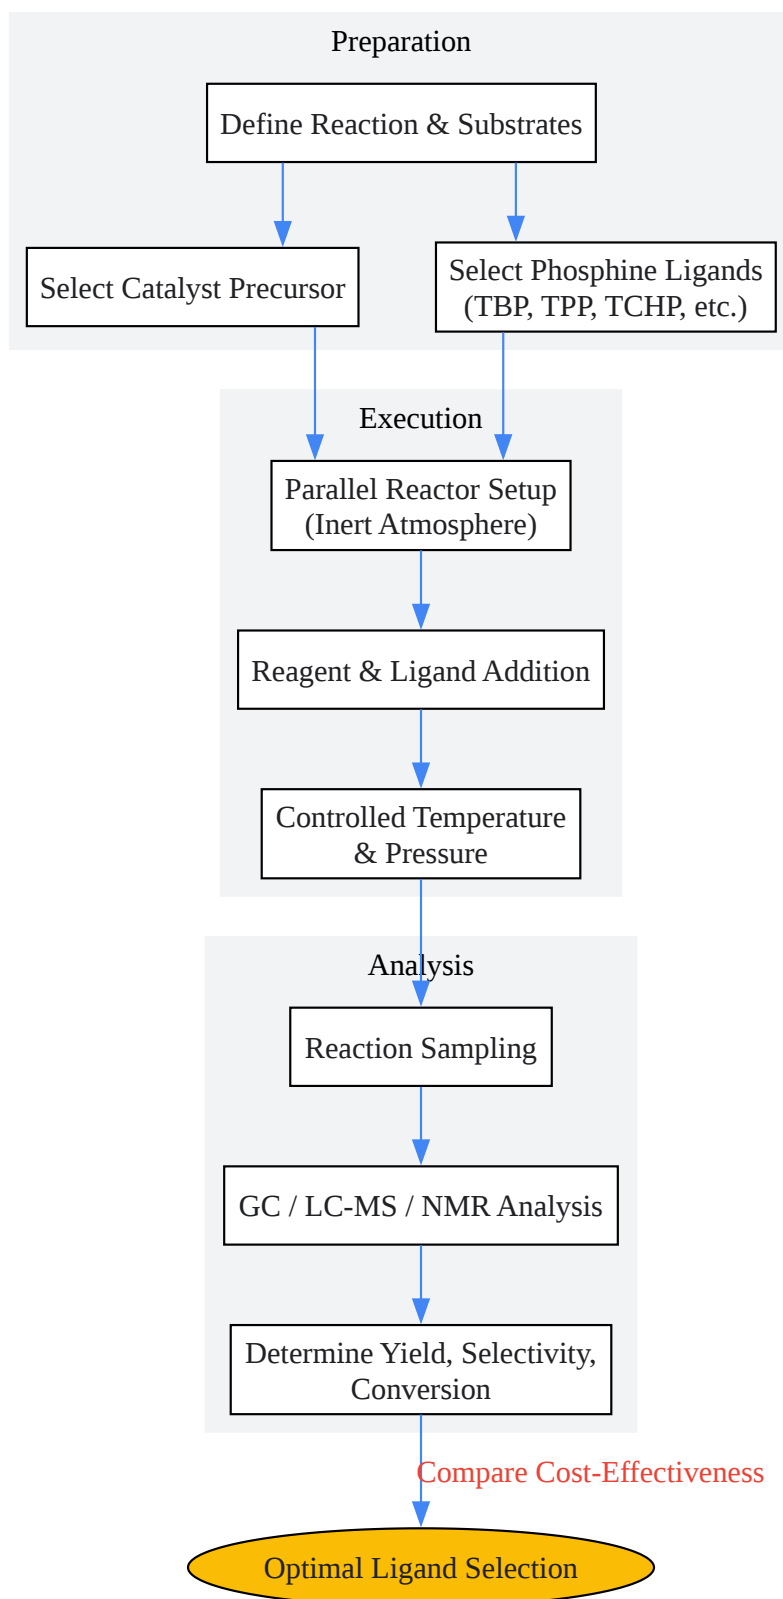 Preparation
Define Reaction & Substrates
Select Catalyst Precursor
Select Phosphine Ligands
(TBP, TPP, TCHP, etc.)
Execution
Parallel Reactor Setup
(Inert Atmosphere)
Reagent & Ligand Addition
Controlled Temperature
& Pressure
Analysis
Reaction Sampling
GC / LC-MS / NMR Analysis
Determine Yield, Selectivity,
Conversion
Compare Cost-Effectiveness
Optimal Ligand Selection